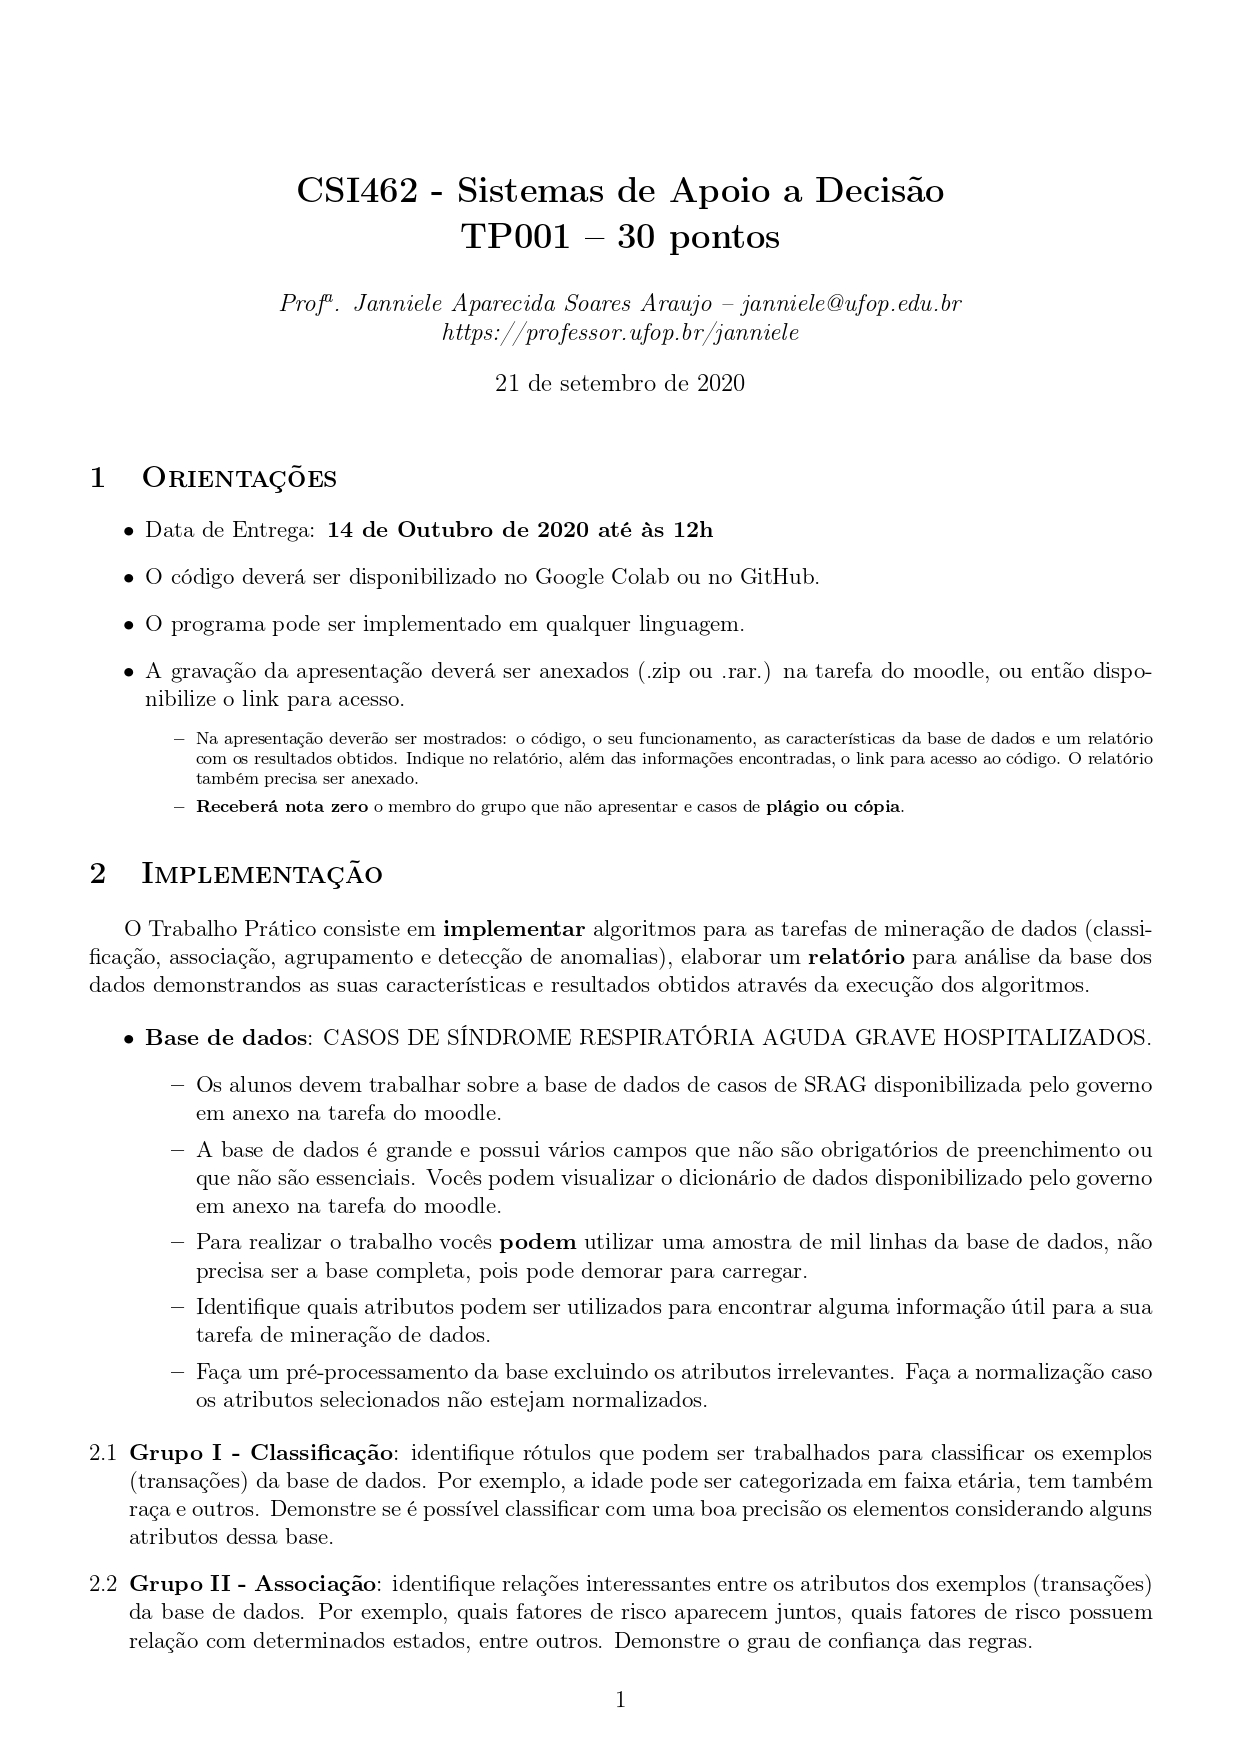 CSI462 - Sistemas de Apoio a Decisão
TP001 – 30 pontos
Profª. Janniele Aparecida Soares Araujo – janniele@ufop.edu.br
https://professor.ufop.br/janniele
21 de setembro de 2020
1 Orientações
• Data de Entrega: 14 de Outubro de 2020 até às 12h
• O código deverá ser disponibilizado no Google Colab ou no GitHub.
• O programa pode ser implementado em qualquer linguagem.
• A gravação da apresentação deverá ser anexados (.zip ou .rar.) na tarefa do moodle, ou então dispo-
nibilize o link para acesso.
– Na apresentação deverão ser mostrados: o código, o seu funcionamento, as características da base de dados e um relatório
com os resultados obtidos. Indique no relatório, além das informações encontradas, o link para acesso ao código. O relatório
também precisa ser anexado.
– Receberá nota zero o membro do grupo que não apresentar e casos de plágio ou cópia.
2 Implementação
O Trabalho Prático consiste em implementar algoritmos para as tarefas de mineração de dados (classi-
ficação, associação, agrupamento e detecção de anomalias), elaborar um relatório para análise da base dos
dados demonstrandos as suas características e resultados obtidos através da execução dos algoritmos.
• Base de dados: CASOS DE SÍNDROME RESPIRATÓRIA AGUDA GRAVE HOSPITALIZADOS.
– Os alunos devem trabalhar sobre a base de dados de casos de SRAG disponibilizada pelo governo
em anexo na tarefa do moodle.
– A base de dados é grande e possui vários campos que não são obrigatórios de preenchimento ou
que não são essenciais. Vocês podem visualizar o dicionário de dados disponibilizado pelo governo
em anexo na tarefa do moodle.
– Para realizar o trabalho vocês podem utilizar uma amostra de mil linhas da base de dados, não
precisa ser a base completa, pois pode demorar para carregar.
– Identifique quais atributos podem ser utilizados para encontrar alguma informação útil para a sua
tarefa de mineração de dados.
– Faça um pré-processamento da base excluindo os atributos irrelevantes. Faça a normalização caso
os atributos selecionados não estejam normalizados.
2.1 Grupo I - Classificação: identifique rótulos que podem ser trabalhados para classificar os exemplos
(transações) da base de dados. Por exemplo, a idade pode ser categorizada em faixa etária, tem também
raça e outros. Demonstre se é possível classificar com uma boa precisão os elementos considerando alguns
atributos dessa base.
2.2 Grupo II - Associação: identifique relações interessantes entre os atributos dos exemplos (transações)
da base de dados. Por exemplo, quais fatores de risco aparecem juntos, quais fatores de risco possuem
relação com determinados estados, entre outros. Demonstre o grau de confiança das regras.
1